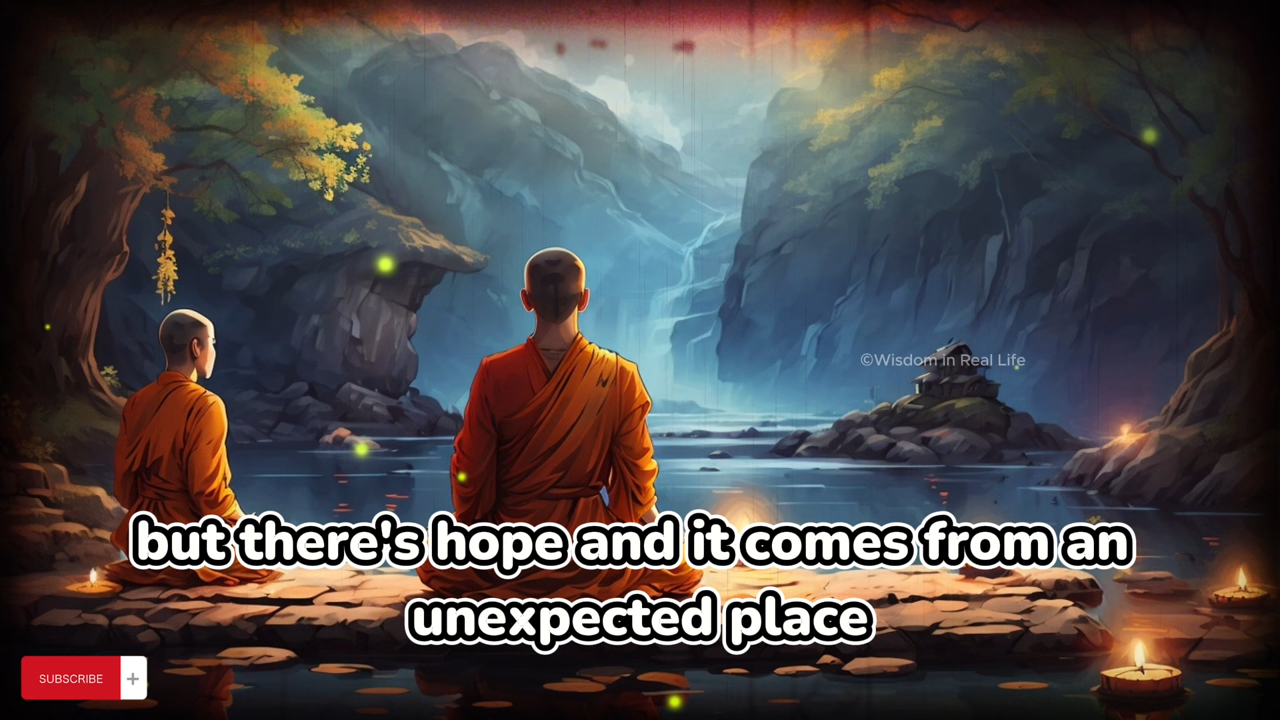 ©Wisdom in Real Life
but there's hope and it comes from an
unexpected place
SUBSCRIBE +